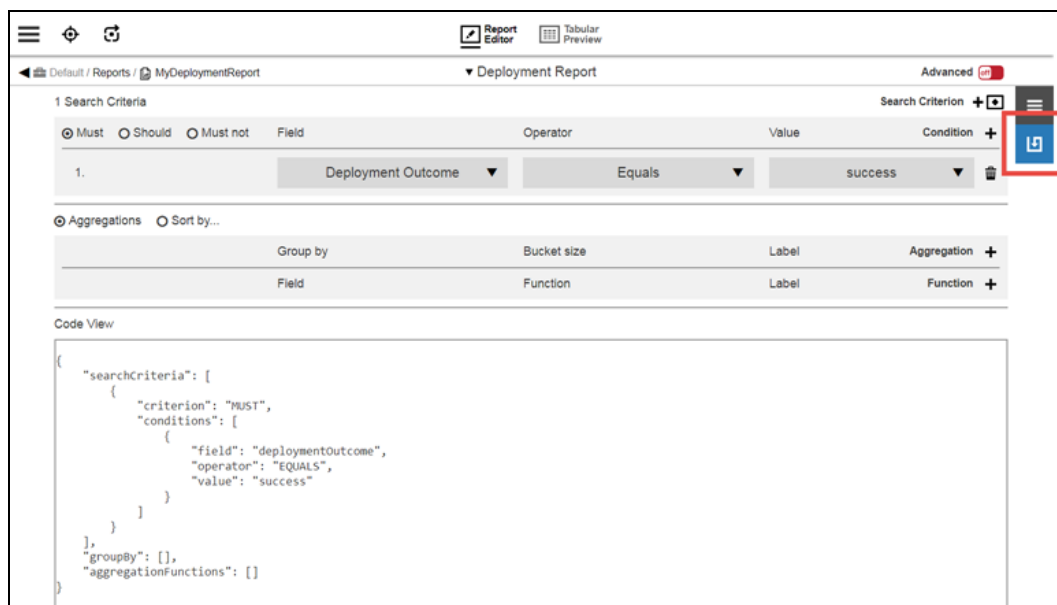 Report Editor Tabular Preview
Default / Reports / MyDeploymentReport ▾ Deployment Report Advanced off
1 Search Criteria Search Criterion +
Must Should Must not Field Operator Value Condition +
1. Deployment Outcome ▼ Equals ▼ success ▼
Aggregations Sort by...
Group by Bucket size Label Aggregation +
Field Function Label Function +
Code View
{
"searchCriteria": [
{
"criterion": "MUST",
"conditions": [
{
"field": "deploymentOutcome",
"operator": "EQUALS",
"value": "success"
}
]
}
],
"groupBy": [],
"aggregationFunctions": []
}